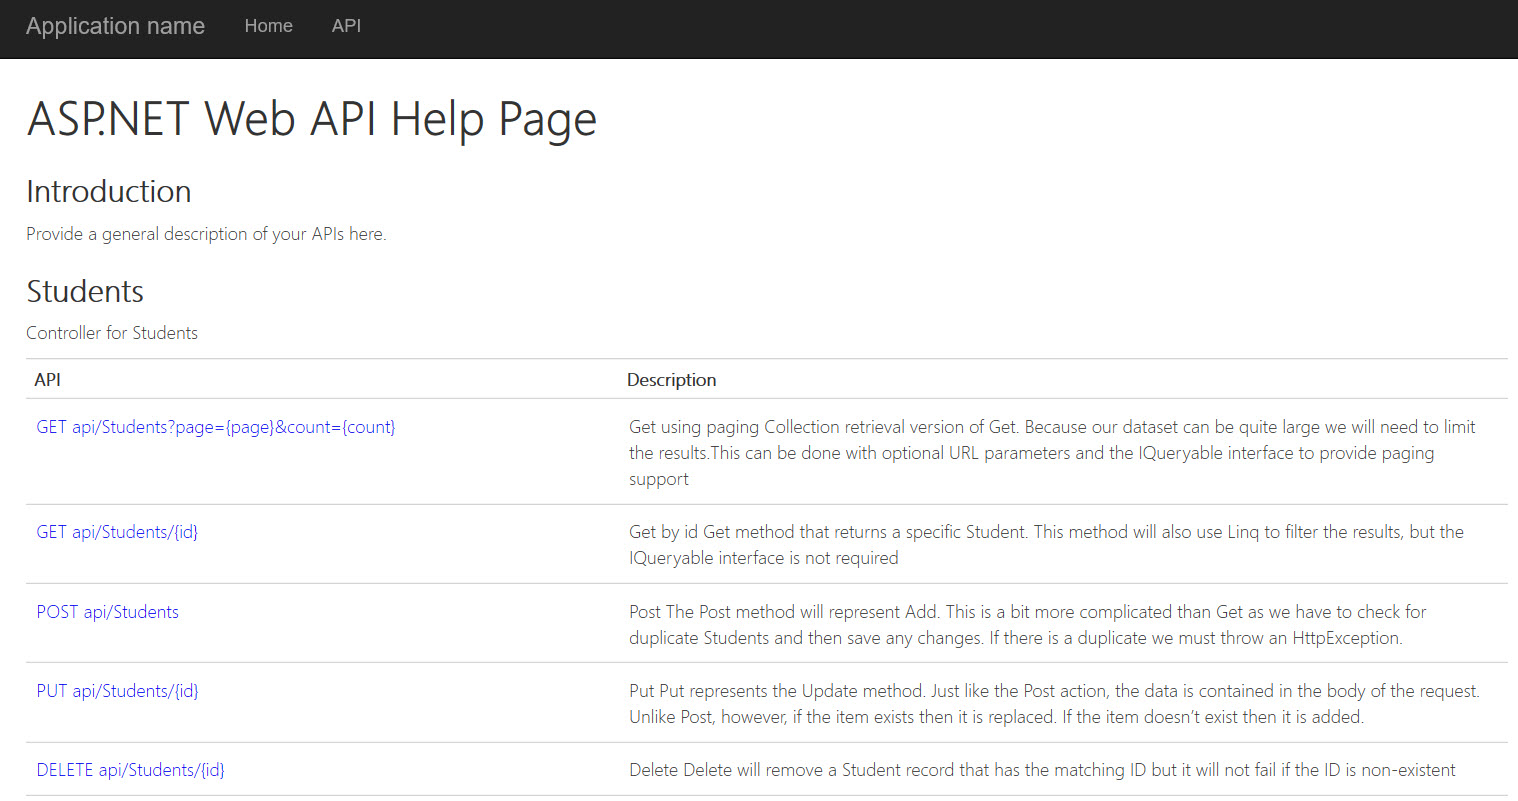 Application name Home API
ASP.NET Web API Help Page
Introduction
Provide a general description of your APIs here.
Students
Controller for Students
API Description
GET api/Students?page={page}&count={count}
Get using paging Collection retrieval version of Get. Because our dataset can be quite large we will need to limit
the results.This can be done with optional URL parameters and the IQueryable interface to provide paging
support
GET api/Students/{id}
Get by id Get method that returns a specific Student. This method will also use Linq to filter the results, but the
IQueryable interface is not required
POST api/Students
Post The Post method will represent Add. This is a bit more complicated than Get as we have to check for
duplicate Students and then save any changes. If there is a duplicate we must throw an HttpException.
PUT api/Students/{id}
Put Put represents the Update method. Just like the Post action, the data is contained in the body of the request.
Unlike Post, however, if the item exists then it is replaced. If the item doesn’t exist then it is added.
DELETE api/Students/{id}
Delete Delete will remove a Student record that has the matching ID but it will not fail if the ID is non-existent